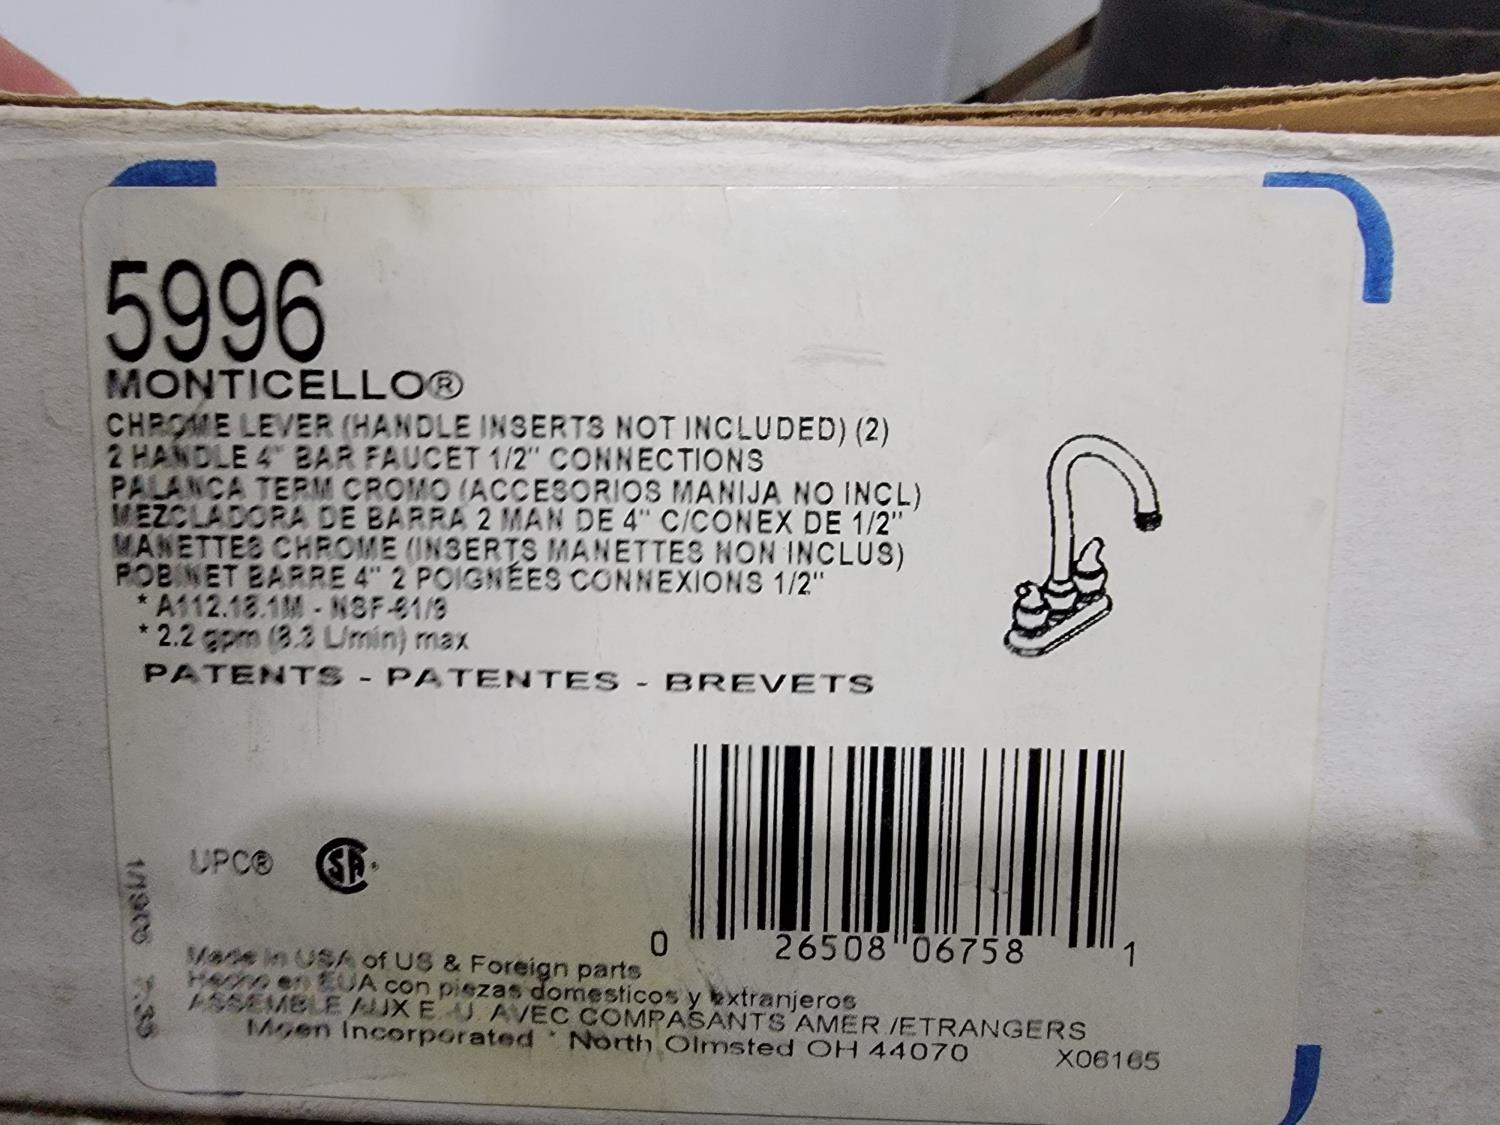 5996
MONTICELLO®
CHROME LEVER (HANDLE INSERTS NOT INCLUDED) (2)
2 HANDLE 4" BAR FAUCET 1/2" CONNECTIONS
PALANCA TERM CROMO (ACCESORIOS MANIJA NO INCL)
MEZCLADORA DE BARRA 2 MAN DE 4" C/CONEX DE 1/2"
MANETTES CHROME (INSERTS MANETTES NON INCLUS)
ROBINET BARRE 4" 2 POIGNÉES CONNEXIONS 1/2"
* A112.18.1M - NSF-61/9
* 2.2 gpm (8.3 L/min) max
PATENTS - PATENTES - BREVETS
UPC® SA
0 26508 06758 1
Made in USA of US & Foreign parts
Hecho en EUA con piezas domesticos y extranjeros
ASSEMBLE AUX E. U. AVEC COMPASANTS AMER /ETRANGERS
Moen Incorporated * North Olmsted OH 44070 X06165